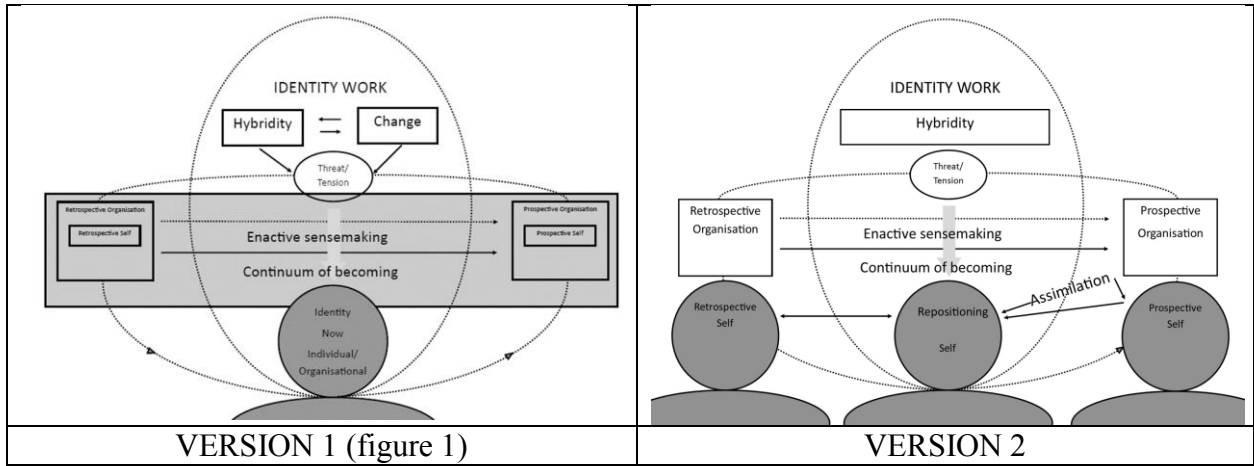 IDENTITY WORK
Hybridity
Change
Threat/
Tension
Retrospective Organisation
Retrospective Self
Prospective Organisation
Prospective Self
Enactive sensemaking
Continuum of becoming
Identity
Now
Individual/
Organisational
VERSION 1 (figure 1)
IDENTITY WORK
Hybridity
Threat/
Tension
Retrospective
Organisation
Prospective
Organisation
Enactive sensemaking
Continuum of becoming
Assimilation
Retrospective
Self
Repositioning
Self
Prospective
Self
VERSION 2